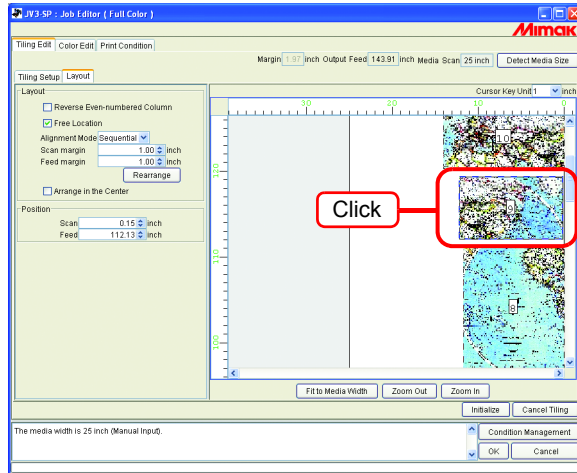 JV3-SP : Job Editor ( Full Color )
Mimaki
Tiling Edit Color Edit Print Condition
Margin 1.97 inch Output Feed 143.91 inch Media Scan 25 inch Detect Media Size
Tiling Setup Layout
Layout
Cursor Key Unit 1 inch
Reverse Even-numbered Column
30 20 10
Free Location
Alignment Mode Sequential
10
Scan margin 1.00 inch
Feed margin 1.00 inch
Rearrange
120
Arrange in the Center
Click
9
Position
Scan 0.15 inch
Feed 112.13 inch
110
8
100
Fit to Media Width Zoom Out Zoom In
Initialize Cancel Tiling
The media width is 25 inch (Manual Input).
Condition Management
OK Cancel